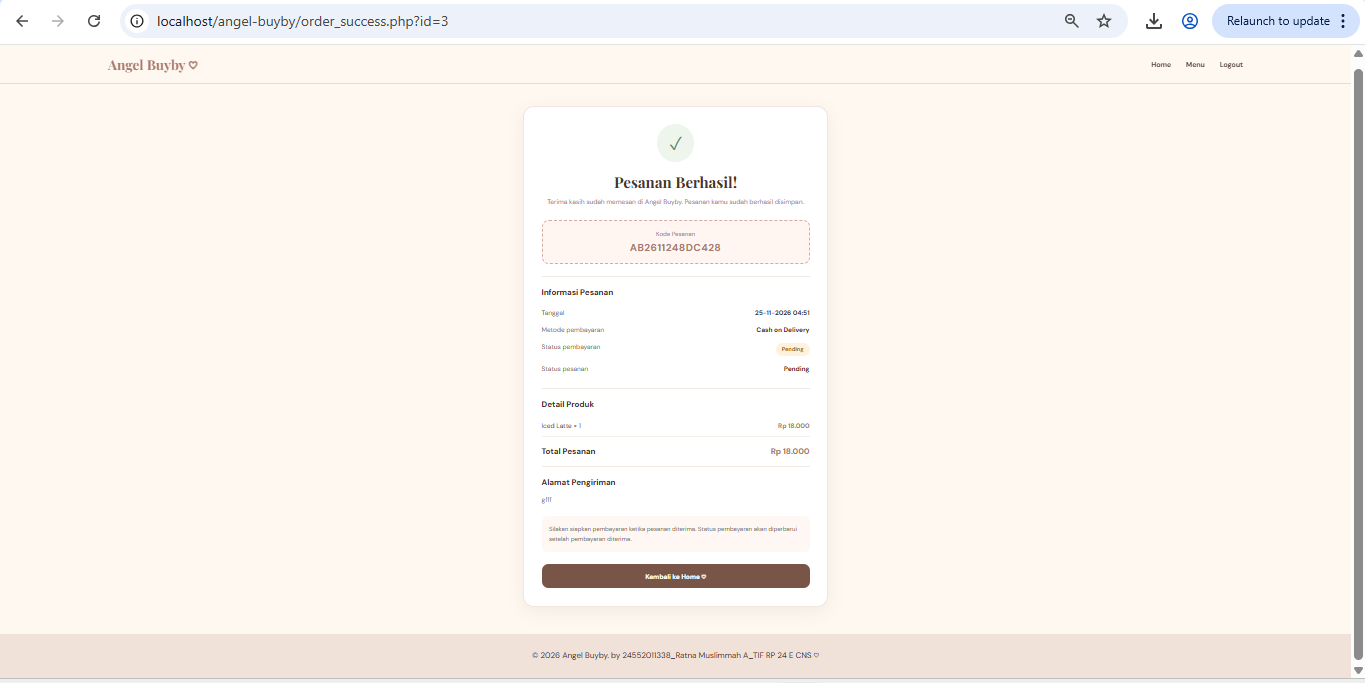 localhost/angel-buyby/order_success.php?id=3
Relaunch to update
Angel Buyby ♡
Home Menu Logout
✓
Pesanan Berhasil!
Terima kasih sudah memesan di Angel Buyby. Pesanan kamu sudah berhasil disimpan.
Kode Pesanan
AB2611248DC428
Informasi Pesanan
Tanggal 25-11-2026 04:51
Metode pembayaran Cash on Delivery
Status pembayaran Pending
Status pesanan Pending
Detail Produk
Iced Latte × 1 Rp 18.000
Total Pesanan Rp 18.000
Alamat Pengiriman
gfff
Silakan siapkan pembayaran ketika pesanan diterima. Status pembayaran akan diperbarui
setelah pembayaran diterima.
Kembali ke Home ♡
© 2026 Angel Buyby. by 24552011338_Ratna Muslimmah A_TIF RP 24 E CNS ♡